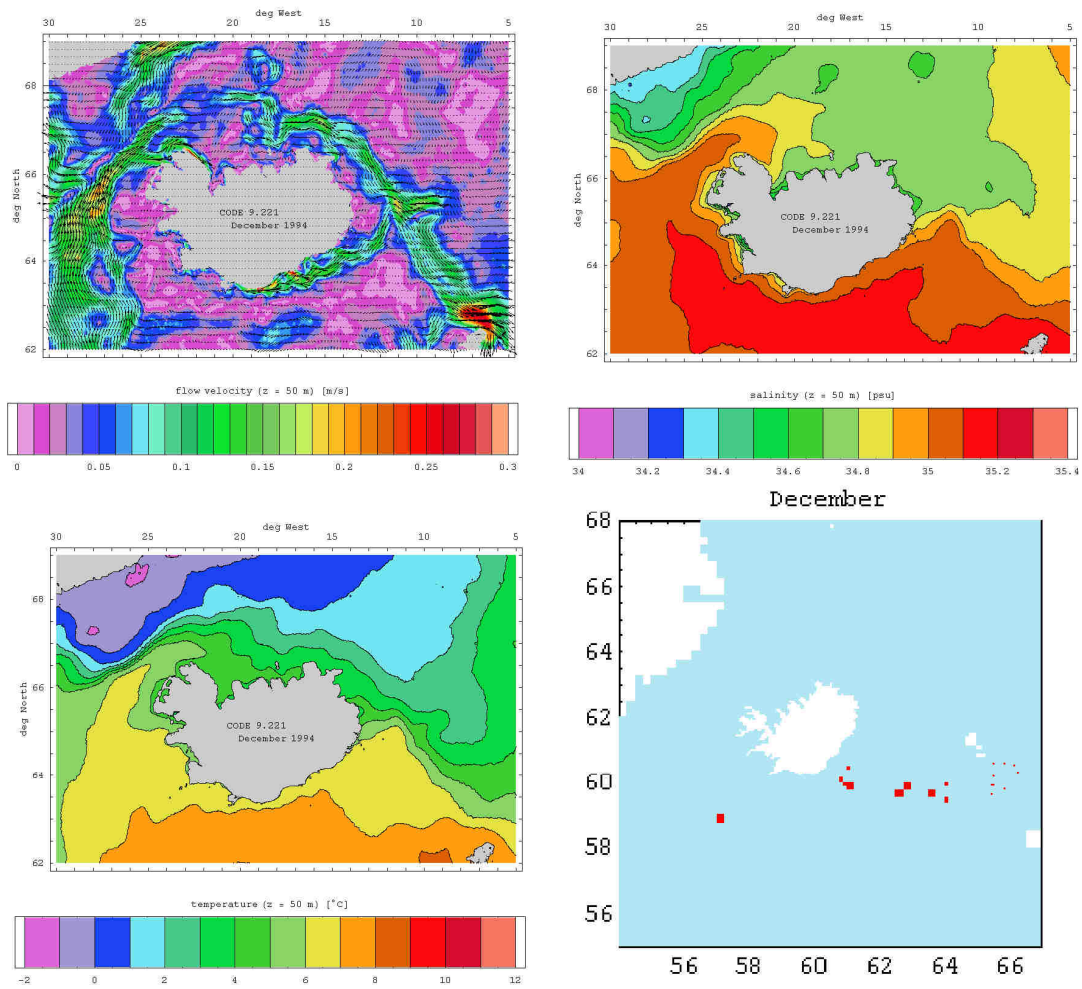 deg West
30 25 20 15 10 5
68
66
64
62
deg North
CODE 9.221
December 1994
flow velocity (z = 50 m) [m/s]
0 0.05 0.1 0.15 0.2 0.25 0.3
deg West
30 25 20 15 10 5
68
66
64
62
deg North
CODE 9.221
December 1994
salinity (z = 50 m) [psu]
34 34.2 34.4 34.6 34.8 35 35.2 35.4
deg West
30 25 20 15 10 5
68
66
64
62
deg North
CODE 9.221
December 1994
temperature (z = 50 m) [°C]
-2 0 2 4 6 8 10 12
December
68
66
64
62
60
58
56
56 58 60 62 64 66